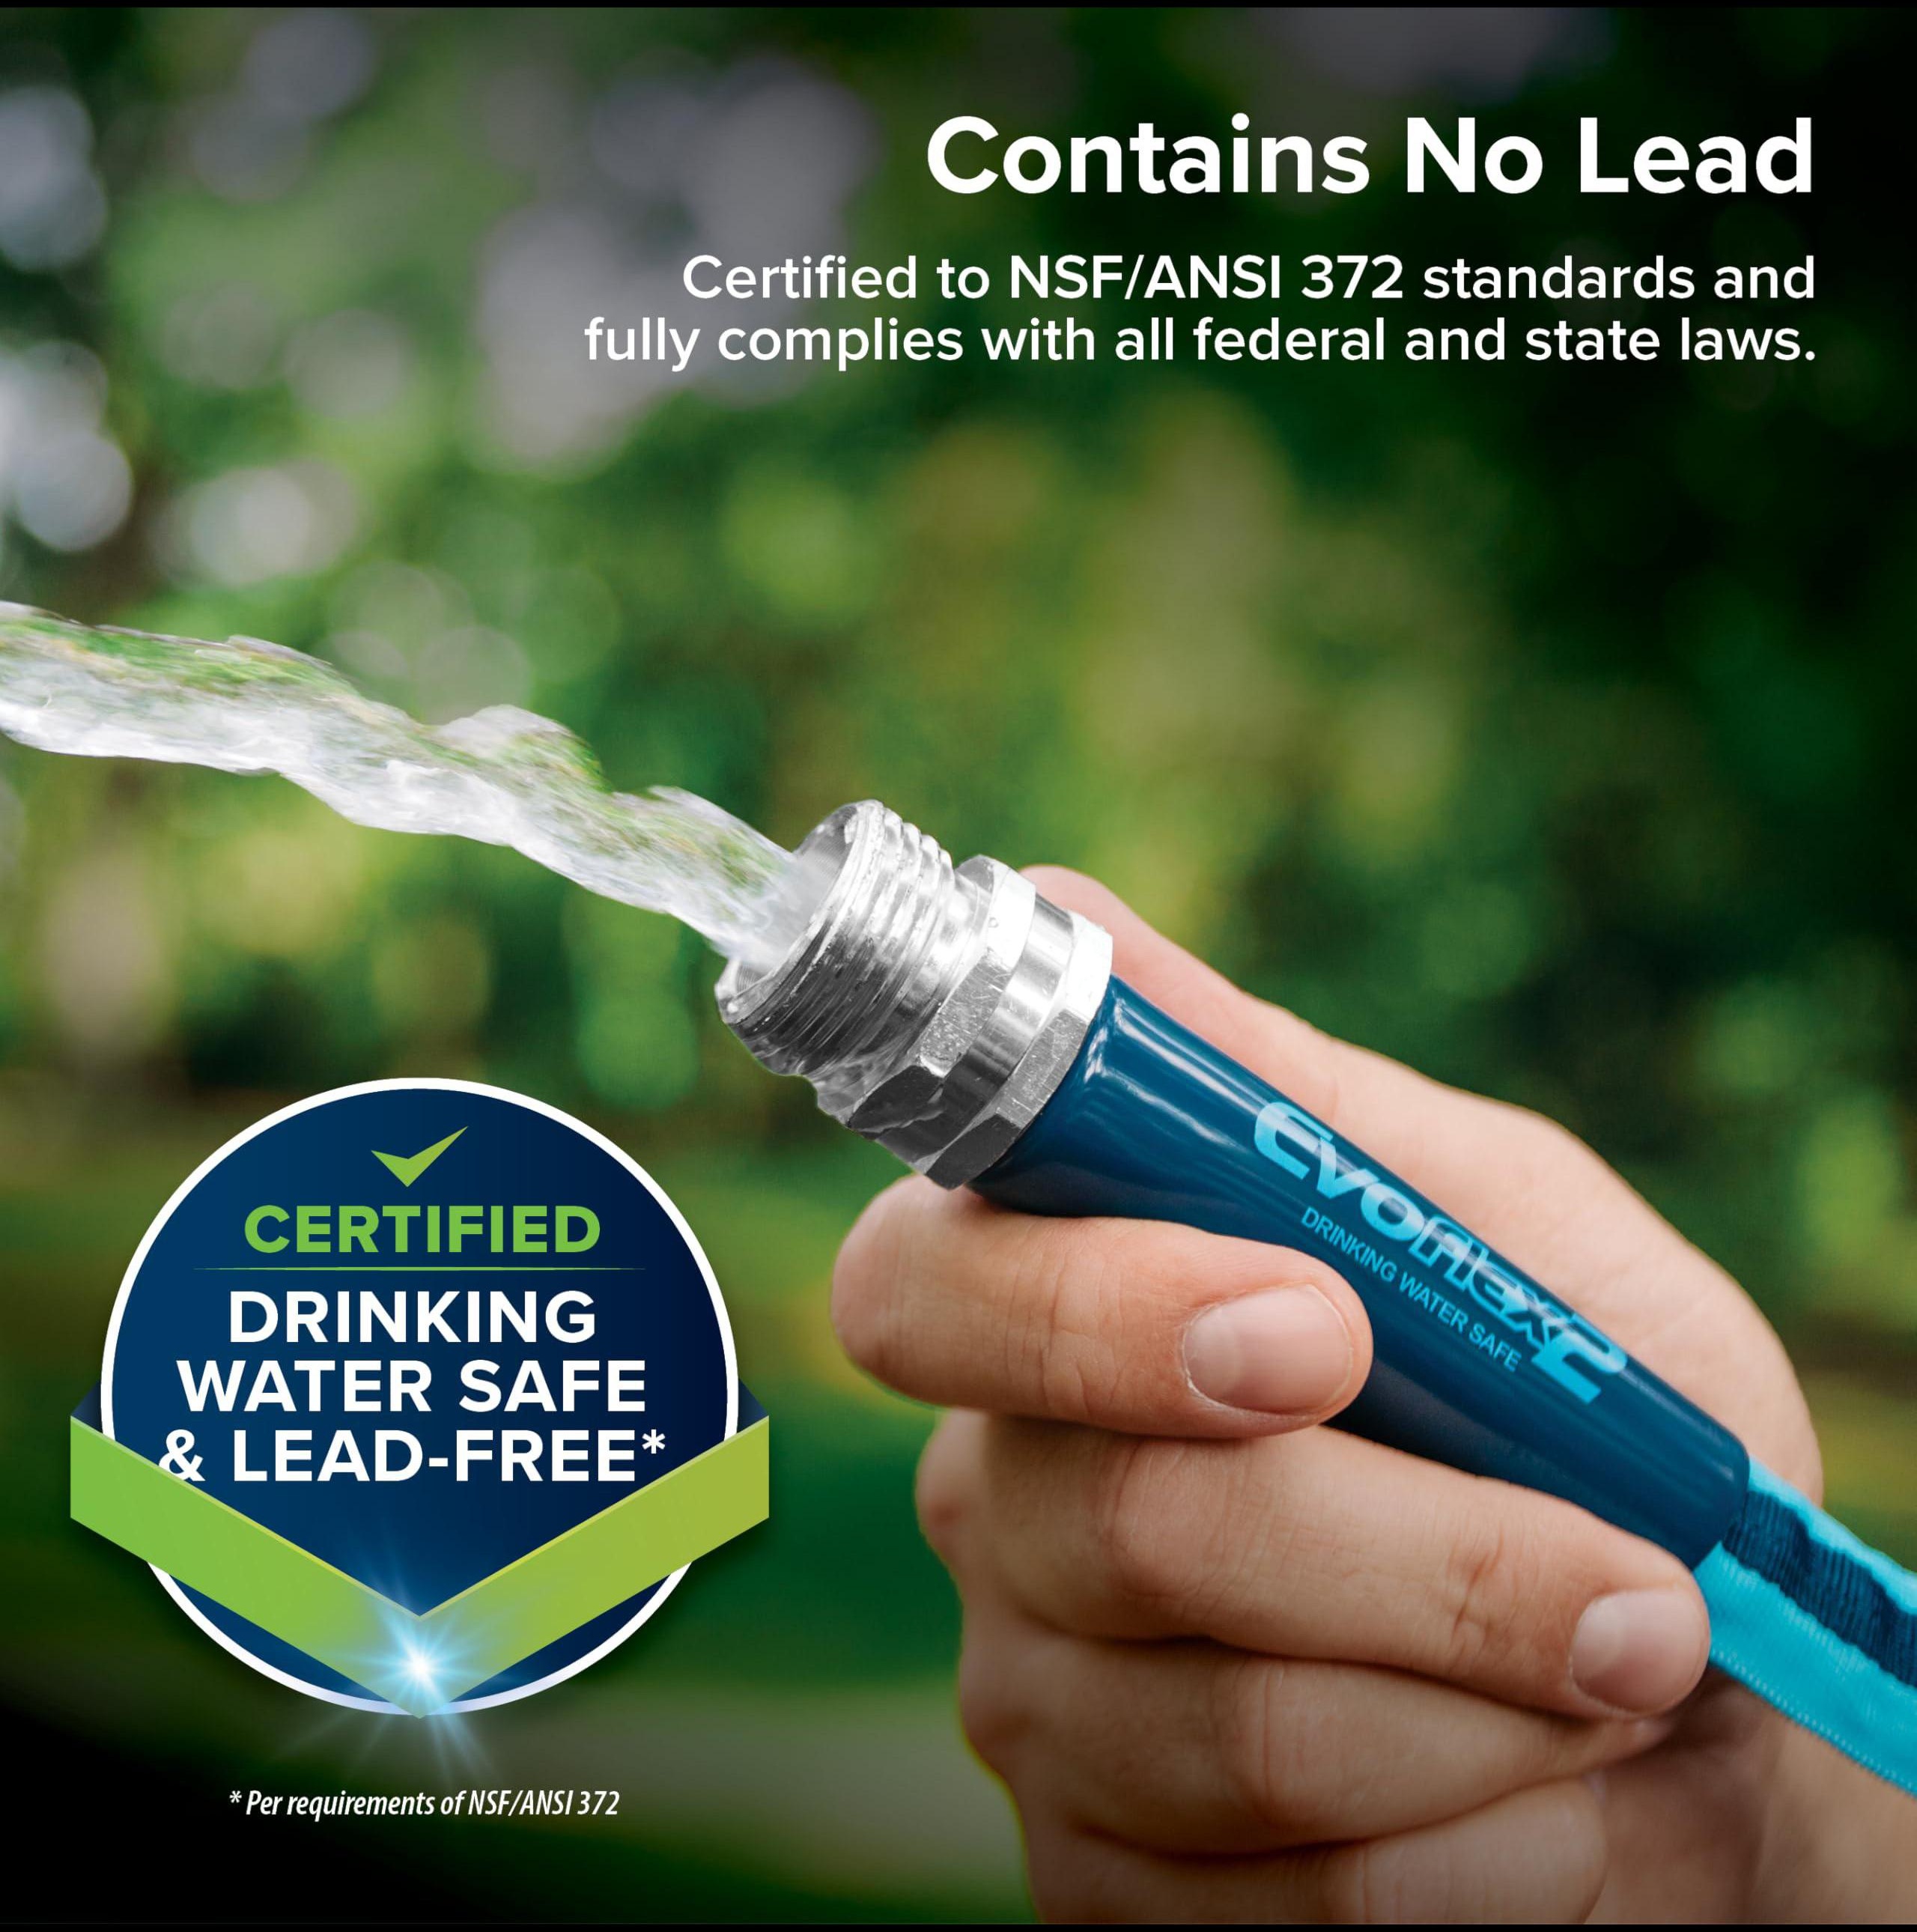 Contains No Lead
Certified to NSF/ANSI 372 standards and
fully complies with all federal and state laws.
EVOflex2
DRINKING WATER SAFE
CERTIFIED
DRINKING
WATER SAFE
& LEAD-FREE*
* Per requirements of NSF/ANSI 372